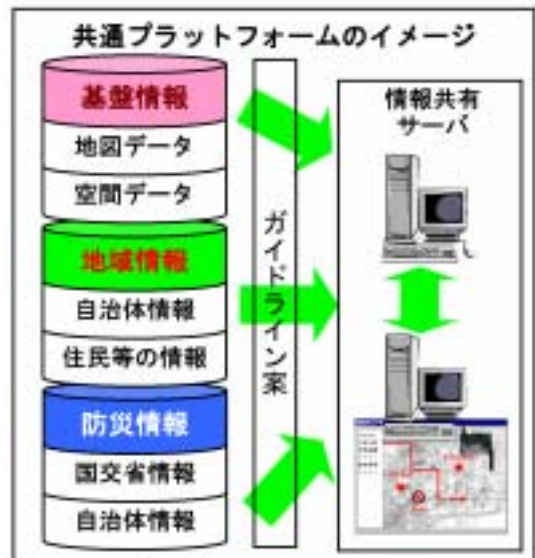 共通プラットフォームのイメージ
基盤情報
地図データ
空間データ
地域情報
自治体情報
住民等の情報
防災情報
国交省情報
自治体情報
ガイドライン案
情報共有
サーバ